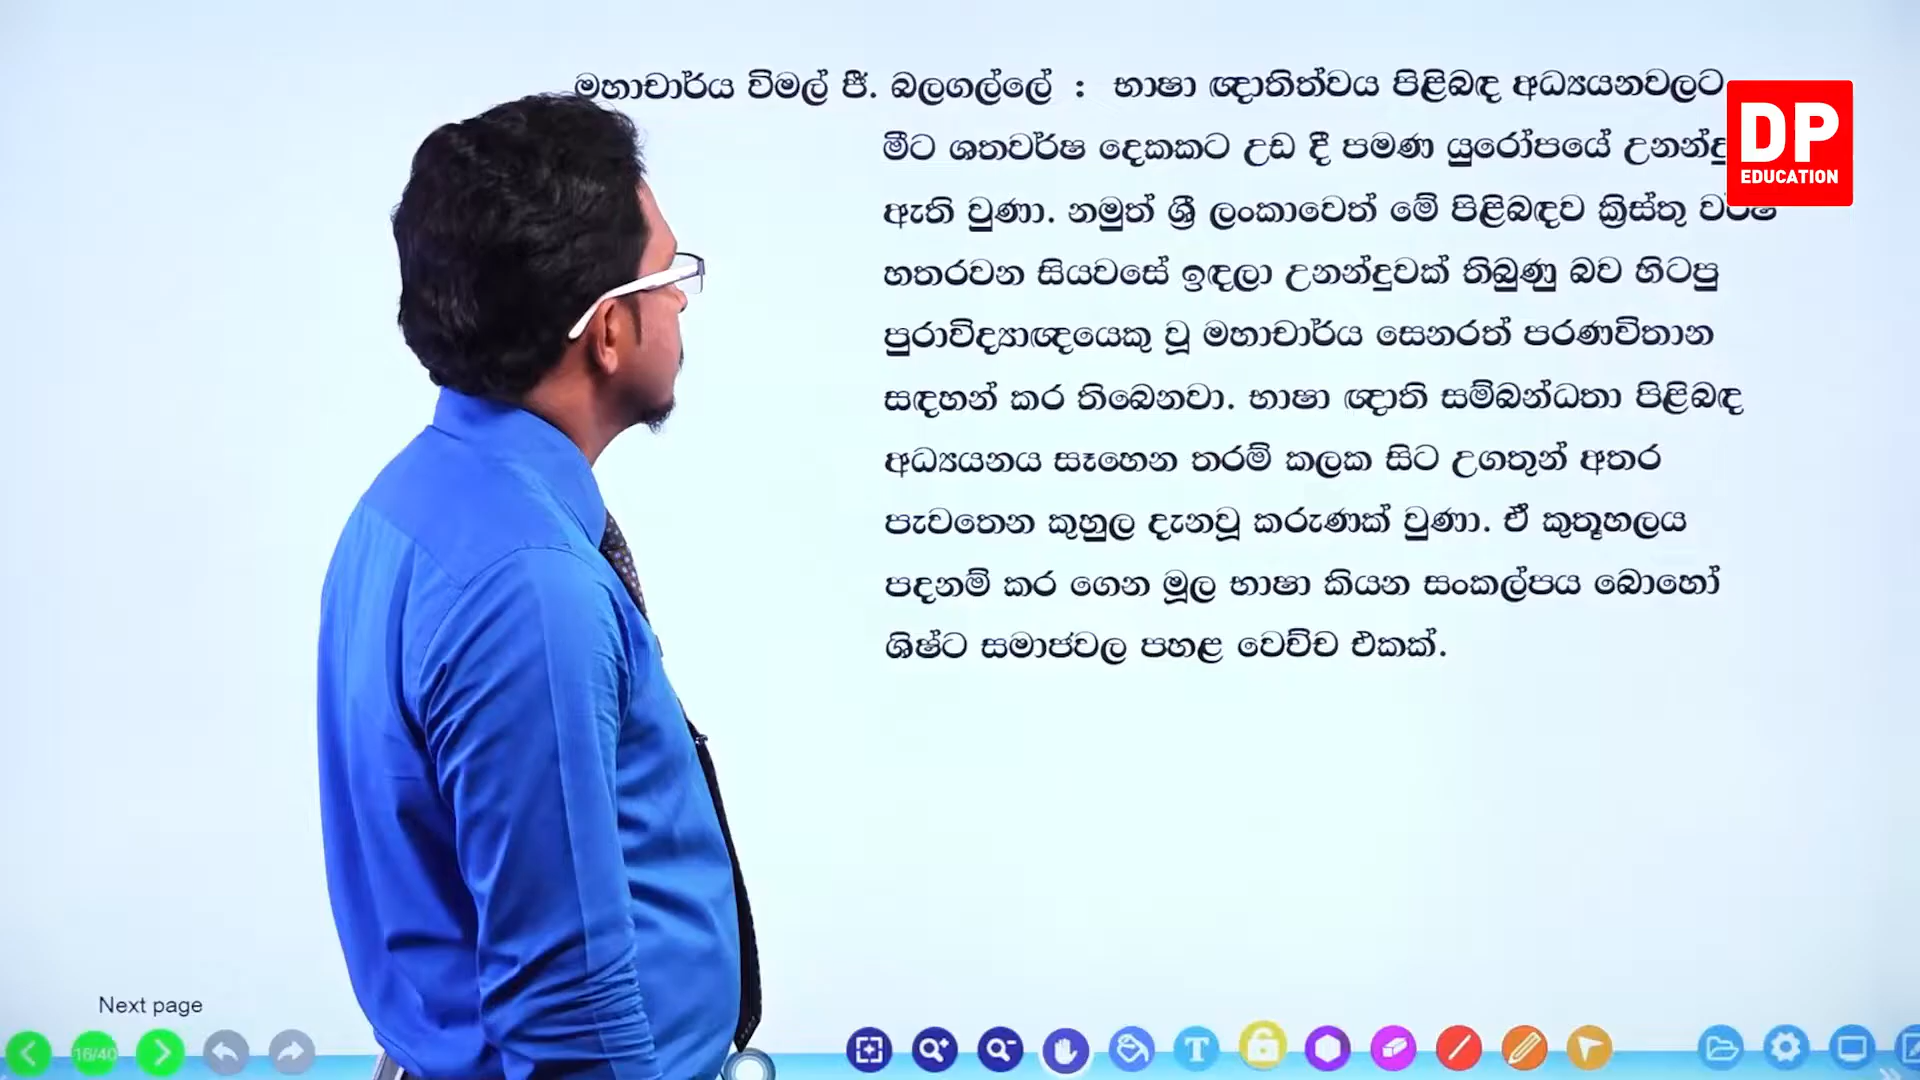 මහාචාර්ය විමල් ජී. බලගල්ලේ : භාෂා ඥාතිත්වය පිළිබඳ අධ්‍යයනවලට
මීට ශතවර්ෂ දෙකකට උඩ දී පමණ යුරෝපයේ
ඇති වුණා. නමුත් ශ්‍රී ලංකාවෙත් මේ පිළිබඳව ක්‍රිස්තු වර්ෂ
හතරවන සියවසේ ඉඳලා උනන්දුවක් තිබුණු බව හිටපු
පුරාවිද්‍යාඥයෙකු වූ මහාචාර්ය සෙනරත් පරණවිතාන
සඳහන් කර තිබෙනවා. භාෂා ඥාති සම්බන්ධතා පිළිබඳ
අධ්‍යයනය සෑහෙන තරම් කලක සිට උගතුන් අතර
පැවතෙන කුහුල දැනවූ කරුණක් වුණා. ඒ කුතූහලය
පදනම් කර ගෙන මූල භාෂා කියන සංකල්පය බොහෝ
ශිෂ්ට සමාජවල පහළ වෙච්ච එකක්.
DP
EDUCATION
Next page
16/40
T